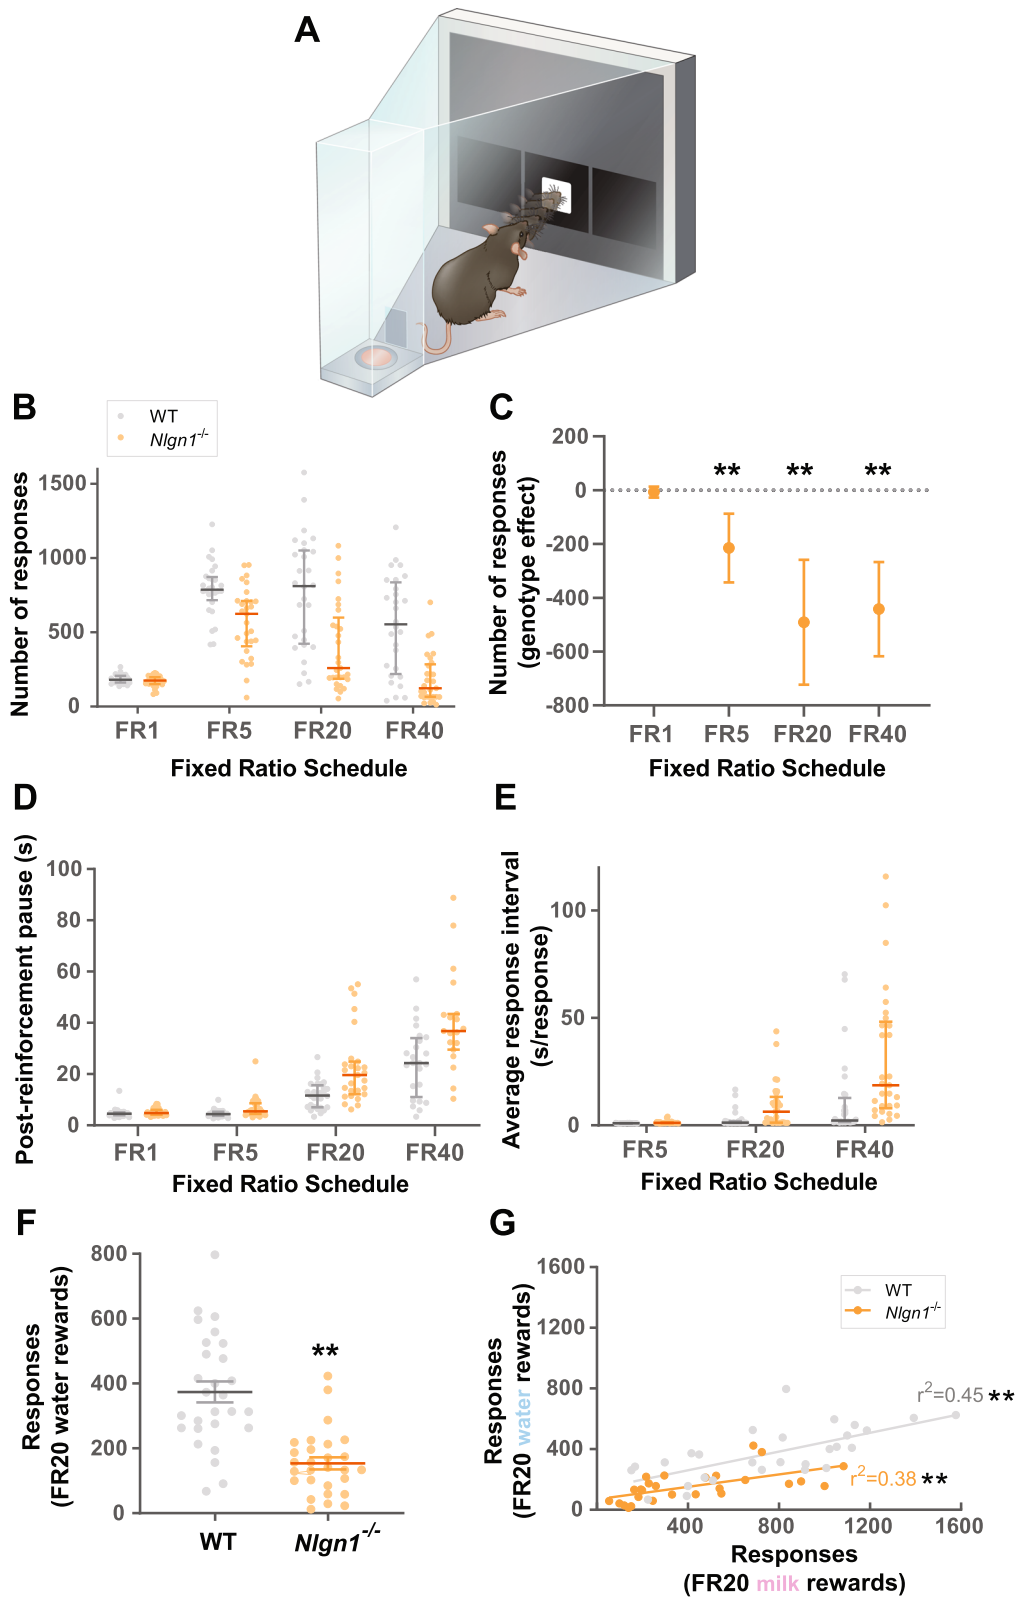 A
B
WT
Nlgn1-/-
Number of responses
1500
1000
500
0
FR1 FR5 FR20 FR40
Fixed Ratio Schedule
C
Number of responses
(genotype effect)
200
0
-200
-400
-600
-800
** ** **
FR1 FR5 FR20 FR40
Fixed Ratio Schedule
D
Post-reinforcement pause (s)
100
80
60
40
20
0
FR1 FR5 FR20 FR40
Fixed Ratio Schedule
E
Average response interval
(s/response)
100
50
0
FR5 FR20 FR40
Fixed Ratio Schedule
F
Responses
(FR20 water rewards)
800
600
400
200
0
**
WT Nlgn1-/-
G
Responses
(FR20 water rewards)
1600
1200
800
400
0
WT
Nlgn1-/-
r2=0.45 **
r2=0.38 **
400 800 1200 1600
Responses
(FR20 milk rewards)